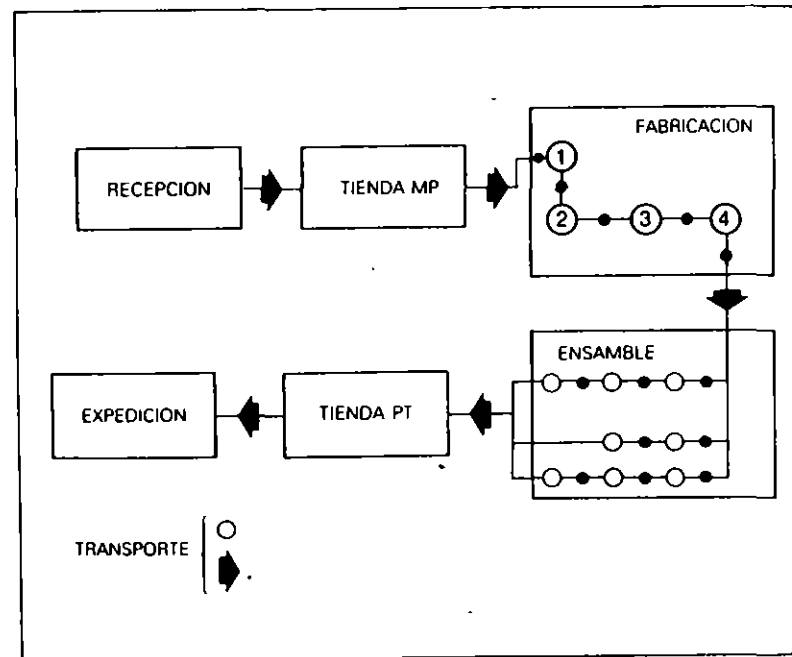 FABRICACION
RECEPCION
TIENDA MP
1
2
3
4
ENSAMBLE
EXPEDICION
TIENDA PT
TRANSPORTE